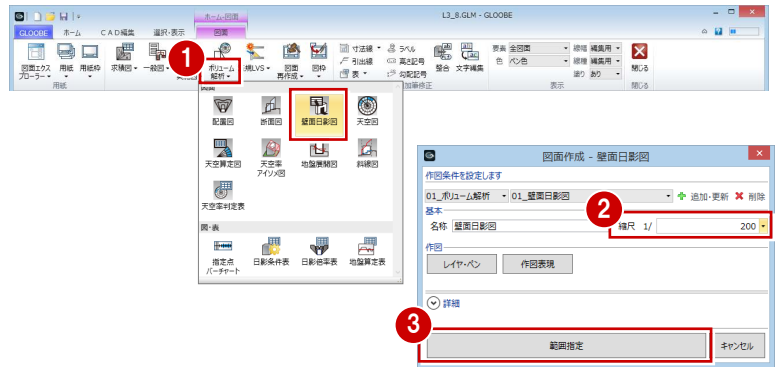 ホーム-図面
L3_8.GLM - GLOOBE
GLOOBE ホーム CAD編集 選択・表示 図面
図面エクスプローラー 用紙 用紙枠 求積図 一般図 ボリューム解析 規LVS 図面再作成 図枠
寸法線 引出線 表
ラベル 高さ記号 勾配記号
整合 文字編集
要素 全図面
色 ペン色
線幅 編集用
線種 編集用
塗り あり
閉じる
用紙 加筆修正 表示 閉じる
1
図面
配置図 断面図 壁面日影図 天空図
天空算定図 天空率アイソメ図 地盤展開図 斜線図
天空率判定表
図・表
指定点バーチャート 日影条件表 日影倍率表 地盤算定表
図面作成 - 壁面日影図
作図条件を設定します
01_ボリューム解析 01_壁面日影図 追加・更新 削除
基本
2
名称 壁面日影図 縮尺 1/ 200
作図
レイヤ・ペン 作図表現
詳細
3
範囲指定 キャンセル